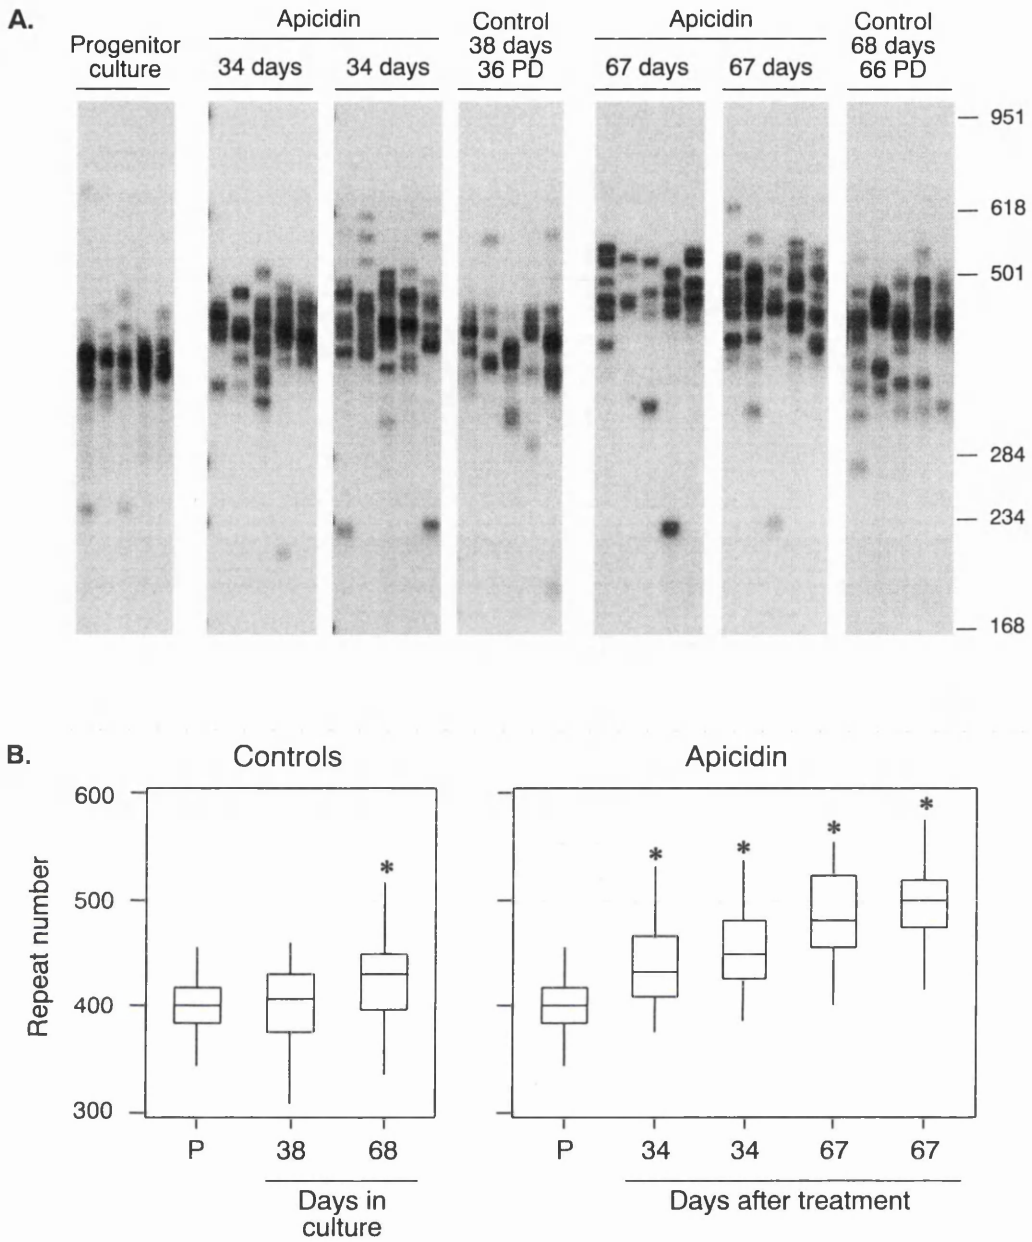 A.
Progenitor
culture
Apicidin
34 days
34 days
Control
38 days
36 PD
Apicidin
67 days
67 days
Control
68 days
66 PD
951
618
501
284
234
168
B.
Controls
Repeat number
600
500
400
300
P
38
68
*
Days in
culture
Apicidin
*
*
*
*
P
34
34
67
67
Days after treatment